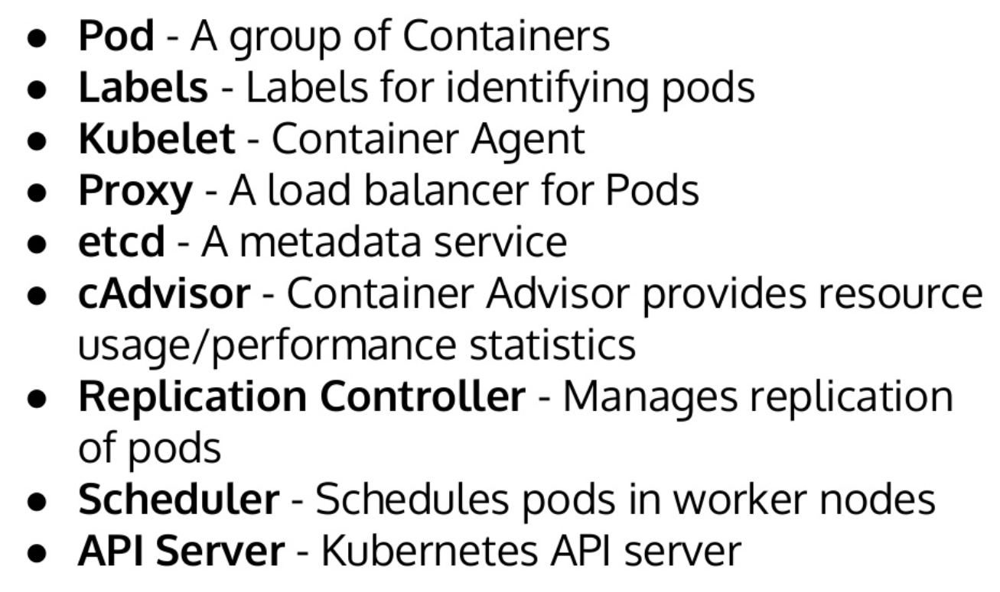 ● Pod - A group of Containers
● Labels - Labels for identifying pods
● Kubelet - Container Agent
● Proxy - A load balancer for Pods
● etcd - A metadata service
● cAdvisor - Container Advisor provides resource
usage/performance statistics
● Replication Controller - Manages replication
of pods
● Scheduler - Schedules pods in worker nodes
● API Server - Kubernetes API server